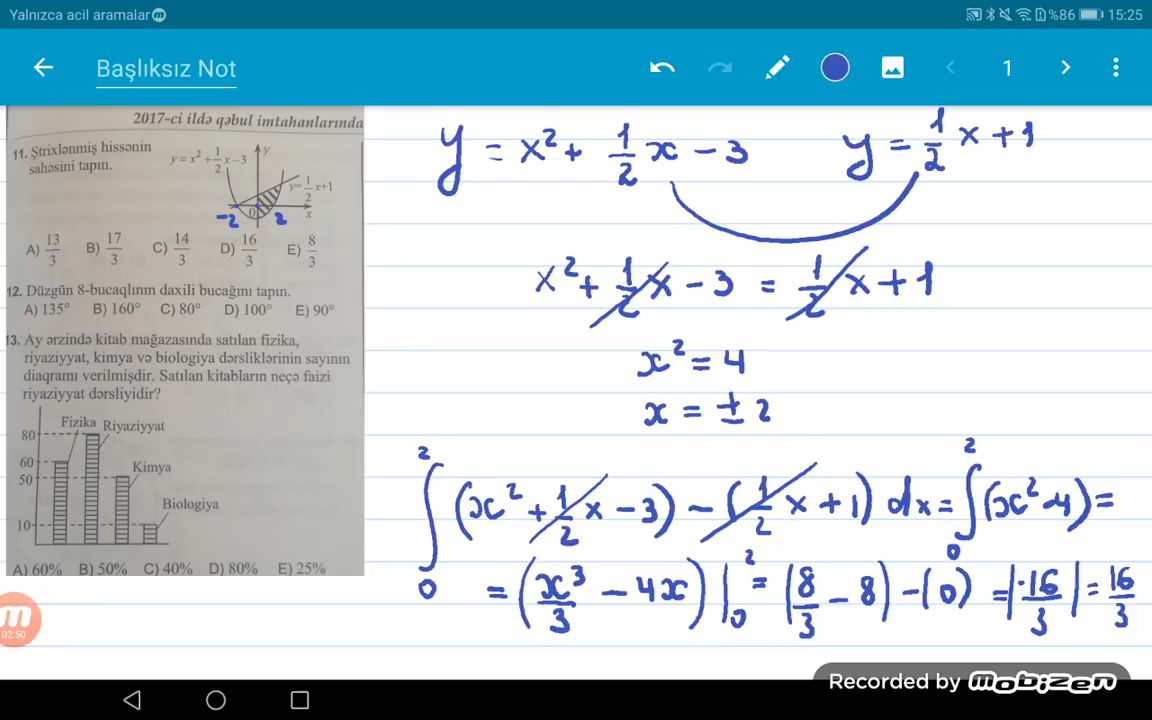 Yalnızca acil aramalar
%86 15:25
Başlıksız Not
1
2017-ci ildə qəbul imtahanlarında
11. Ştrixlənmiş hissənin
sahəsini tapın.
y = x² + 1/2 x − 3
y
y = 1/2 x + 1
x
0
-2
2
A) 13/3 B) 17/3 C) 14/3 D) 16/3 E) 8/3
12. Düzgün 8-bucaqlının daxili bucağını tapın.
A) 135° B) 160° C) 80° D) 100° E) 90°
13. Ay ərzində kitab mağazasında satılan fizika,
riyaziyyat, kimya və biologiya dərsliklərinin sayının
diaqramı verilmişdir. Satılan kitabların neçə faizi
riyaziyyat dərsliyidir?
Fizika
Riyaziyyat
80
60
Kimya
50
Biologiya
10
A) 60% B) 50% C) 40% D) 80% E) 25%
y = x² + 1/2 x − 3 y = 1/2 x + 1
x² + 1/2 x − 3 = 1/2 x + 1
x² = 4
x = ± 2
∫₀² (x² + 1/2 x − 3) − (1/2 x + 1) dx = ∫₀² (x² − 4) =
= (x³/3 − 4x) |₀² = (8/3 − 8) − (0) = |−16/3| = 16/3
02:50
Recorded by mobizen